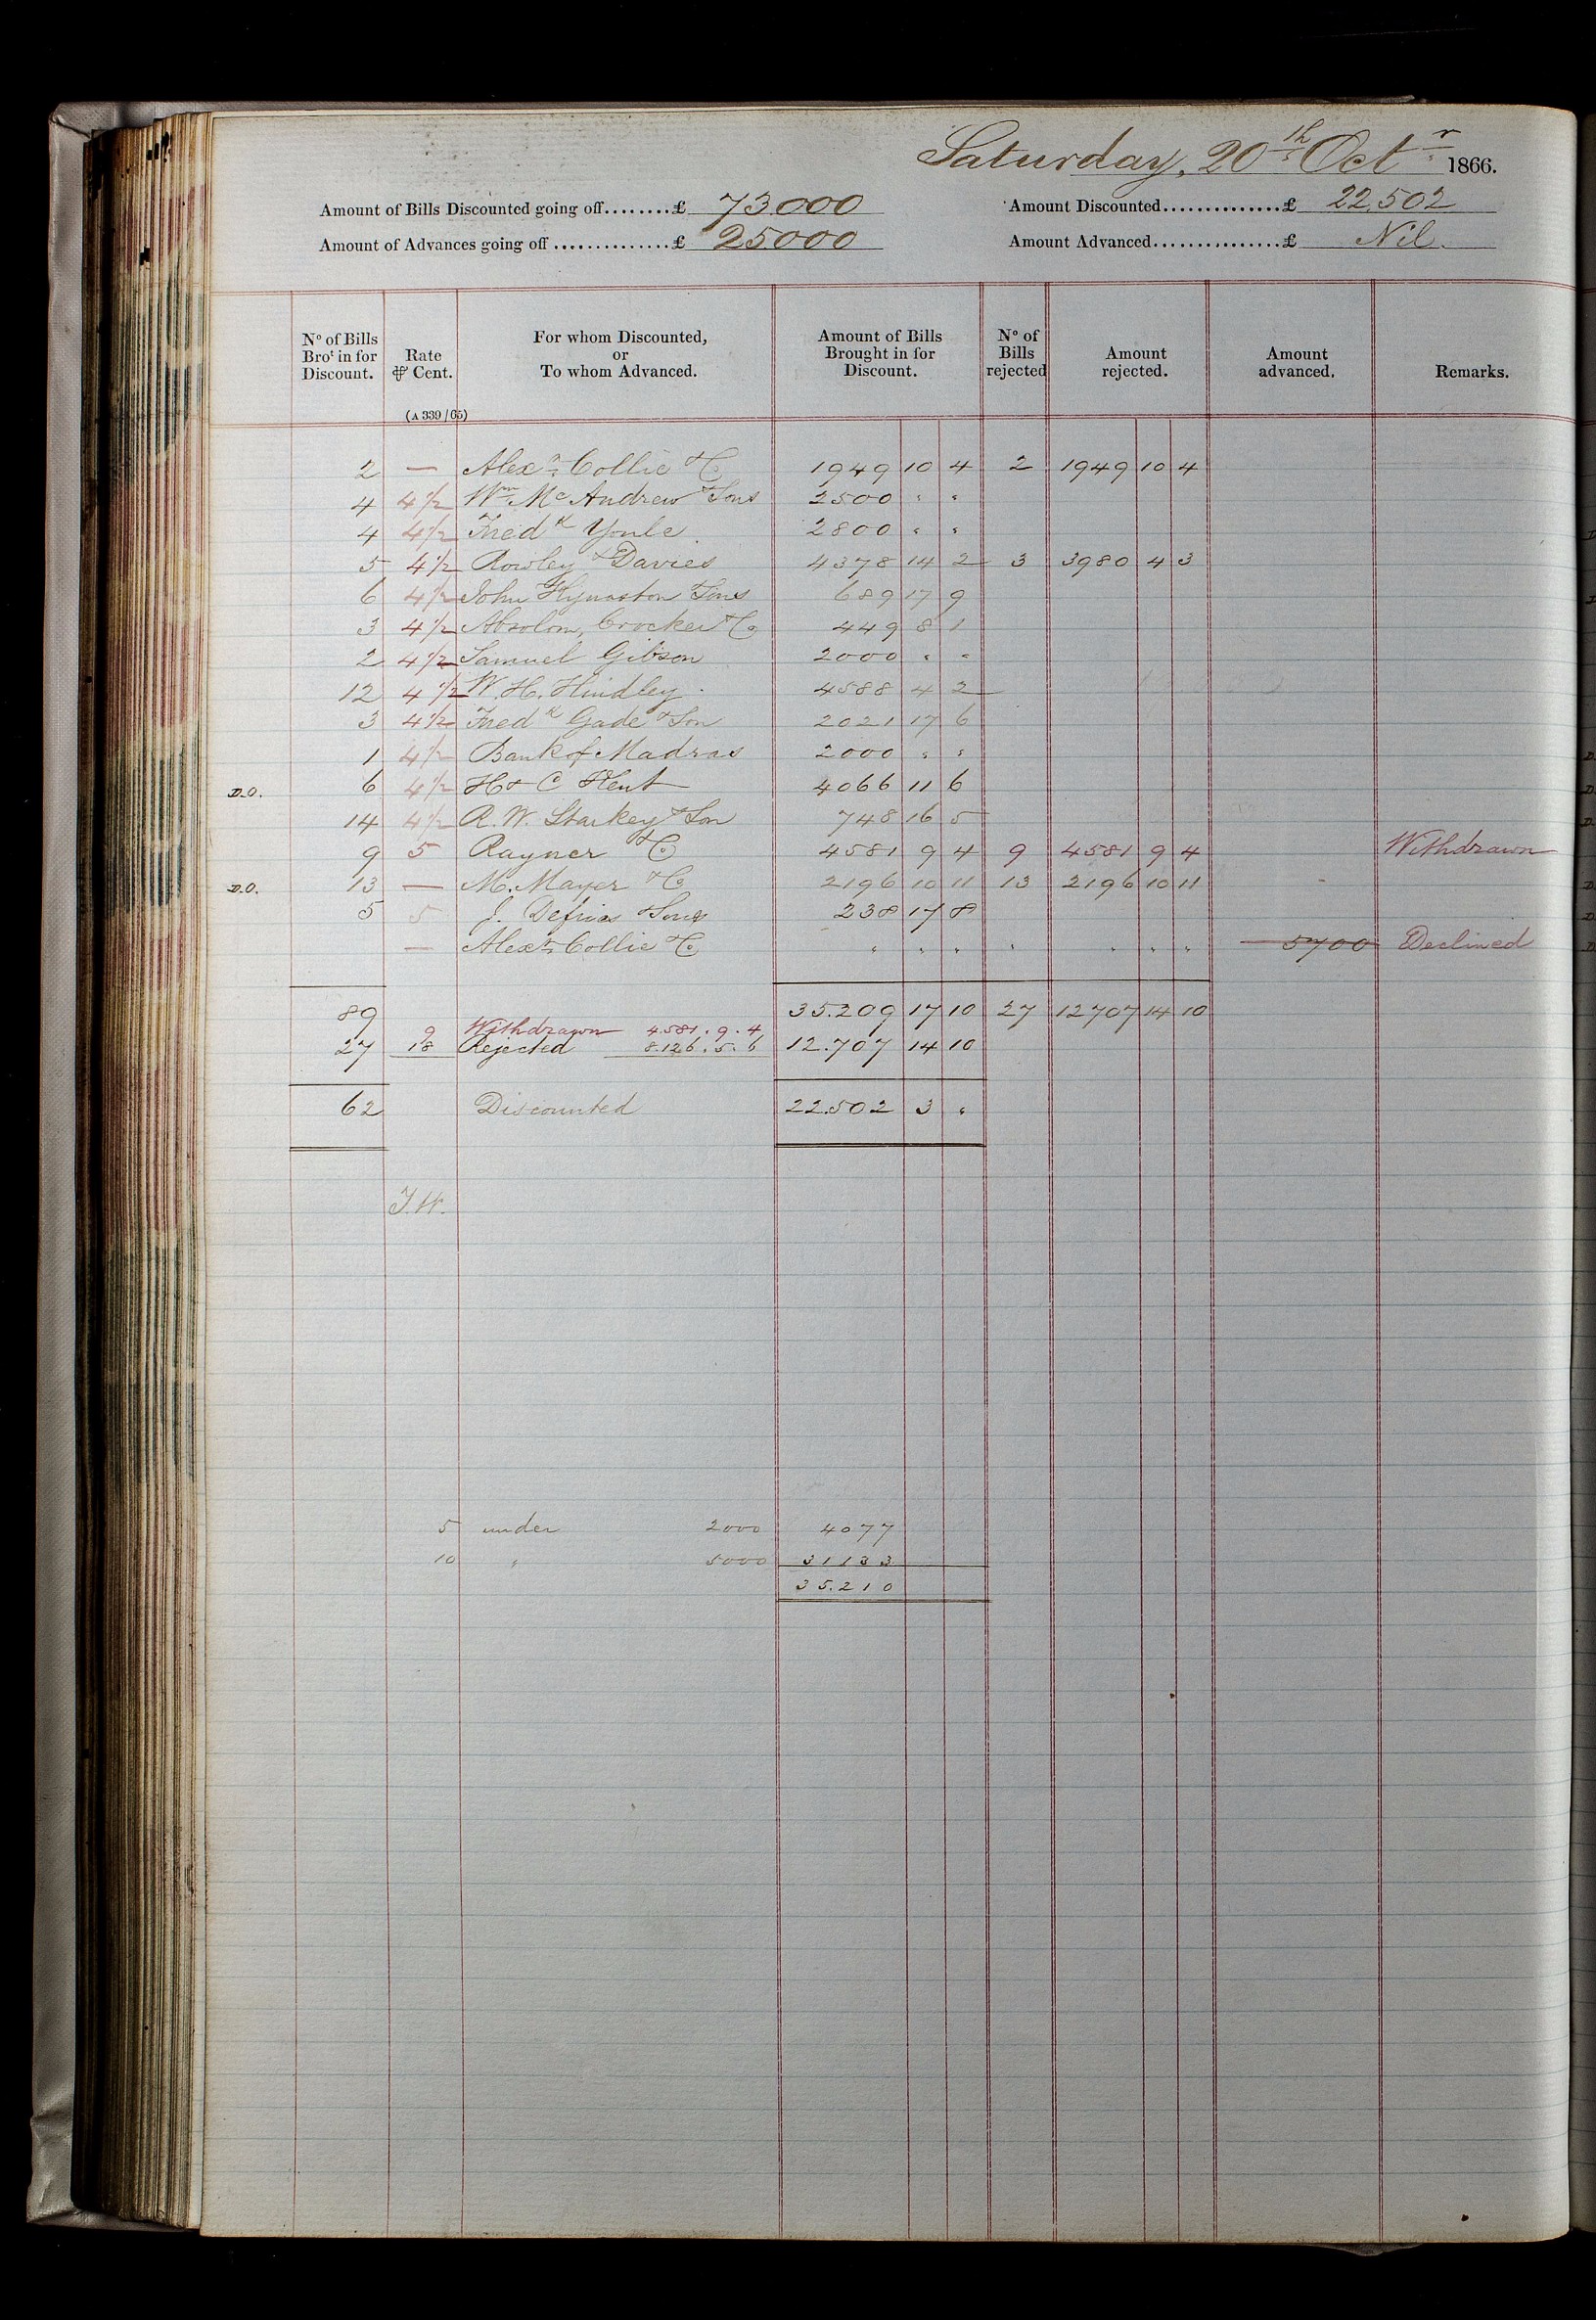 Saturday, 20th Octr 1866.
Amount of Bills Discounted going off........£ 73.000 Amount Discounted...............£ 22.502
Amount of Advances going off ..............£ 25000 Amount Advanced...............£ Nil.
No of Bills Brot in for Discount. Rate ⅌ Cent. For whom Discounted, or To whom Advanced. Amount of Bills Brought in for Discount. No of Bills rejected Amount rejected. Amount advanced. Remarks.
(A 339/65)
2 — Alexr Collie & Co 1949 10 4 2 1949 10 4
4 4½ Wm McAndrew & Sons 2500 " "
4 4½ Fredk Youle. 2800 " "
5 4½ Rowley & Davies 4378 14 2 3 3980 4 3
6 4½ John Kynaston & Sons 689 17 9
3 4½ Absolom, Crocker & Co 449 8 1
2 4½ Samuel Gibson 2000 " "
12 4½ W. H. Hindley. 4588 4 2
3 4½ Fredk Gade & Son 2021 17 6
1 4½ Bank of Madras 2000 " "
D.O. 6 4½ H & C Kent 4066 11 6
14 4½ R. W. Starkey & Son 748 16 5
9 5 Rayner & Co 4581 9 4 9 4581 9 4 Withdrawn
D.O. 13 — M. Mayer & Co 2196 10 11 13 2196 10 11
5 5 J. Defries & Sons 238 17 8
— Alexr Collie & Co " " " " " " " 5700 Declined
89 35.209 17 10 27 12707 14 10
9 Withdrawn 4.581.9.4
27 18 Rejected 8.126.5.6 12.707 14 10
62 Discounted 22.502 3 "
J.W.
5 under 2000 4077
10 " 5000 31133
35.210